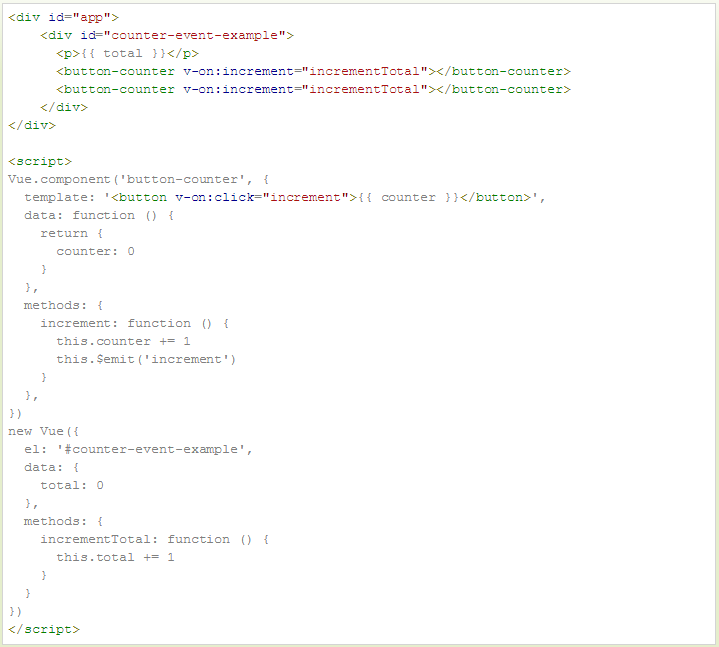 <div id="app">
    <div id="counter-event-example">
      <p>{{ total }}</p>
      <button-counter v-on:increment="incrementTotal"></button-counter>
      <button-counter v-on:increment="incrementTotal"></button-counter>
    </div>
</div>

<script>
Vue.component('button-counter', {
  template: '<button v-on:click="increment">{{ counter }}</button>',
  data: function () {
    return {
      counter: 0
    }
  },
  methods: {
    increment: function () {
      this.counter += 1
      this.$emit('increment')
    }
  },
})
new Vue({
  el: '#counter-event-example',
  data: {
    total: 0
  },
  methods: {
    incrementTotal: function () {
      this.total += 1
    }
  }
})
</script>